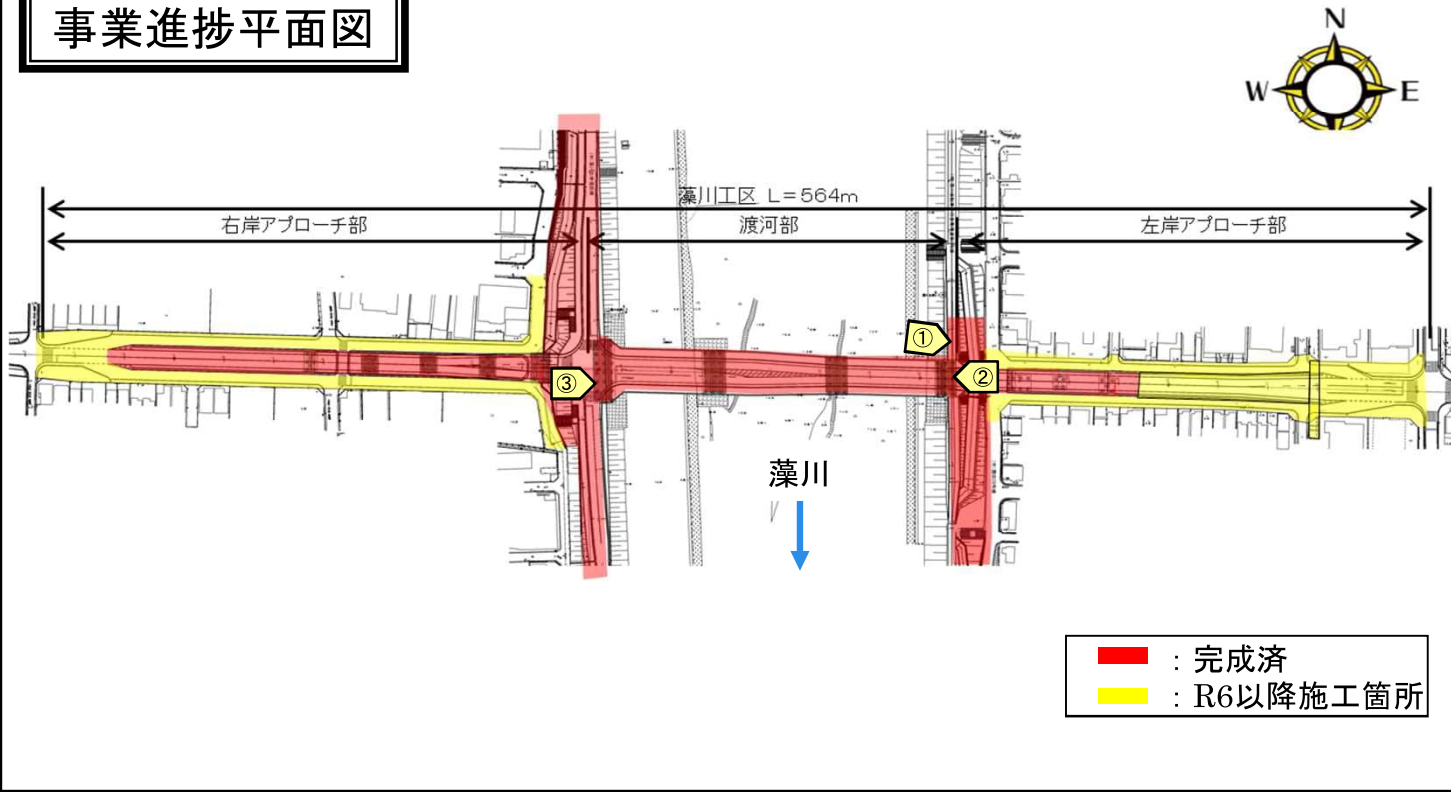 事業進捗平面図
N
W
E
藻川工区 L=564m
右岸アプローチ部
渡河部
左岸アプローチ部
①
②
③
藻川
：完成済
：R6以降施工箇所